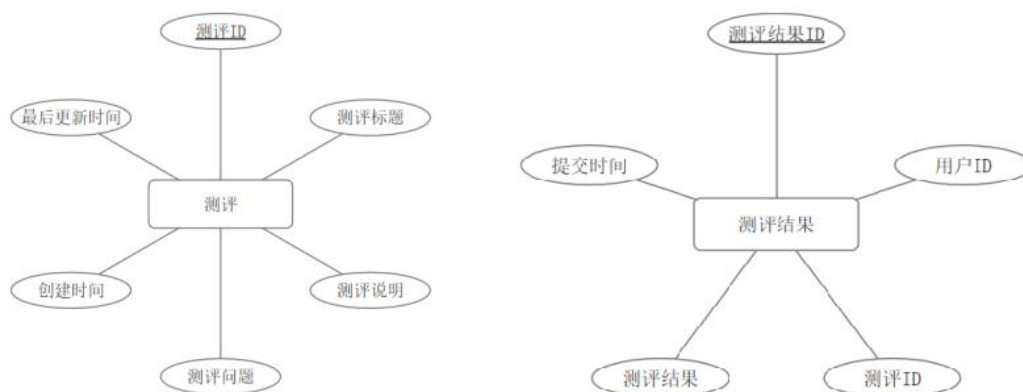 测评ID
最后更新时间
测评标题
测评
创建时间
测评说明
测评问题
测评结果ID
提交时间
用户ID
测评结果
测评结果
测评ID